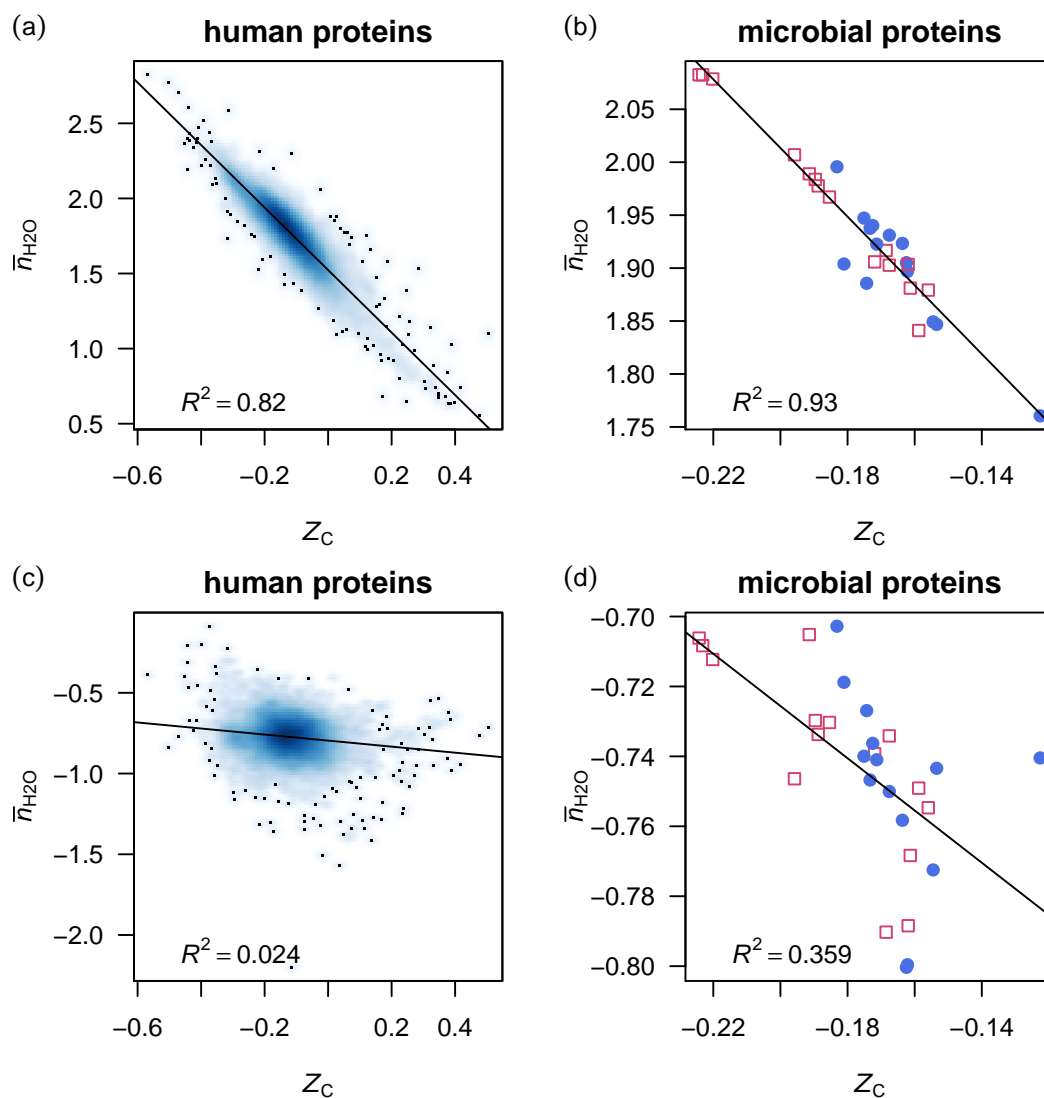 (a) human proteins
n̅H2O
2.5
2.0
1.5
1.0
0.5
R² = 0.82
−0.6 −0.2 0.2 0.4
ZC
(b) microbial proteins
n̅H2O
2.05
2.00
1.95
1.90
1.85
1.80
1.75
R² = 0.93
−0.22 −0.18 −0.14
ZC
(c) human proteins
n̅H2O
−0.5
−1.0
−1.5
−2.0
R² = 0.024
−0.6 −0.2 0.2 0.4
ZC
(d) microbial proteins
n̅H2O
−0.70
−0.72
−0.74
−0.76
−0.78
−0.80
R² = 0.359
−0.22 −0.18 −0.14
ZC